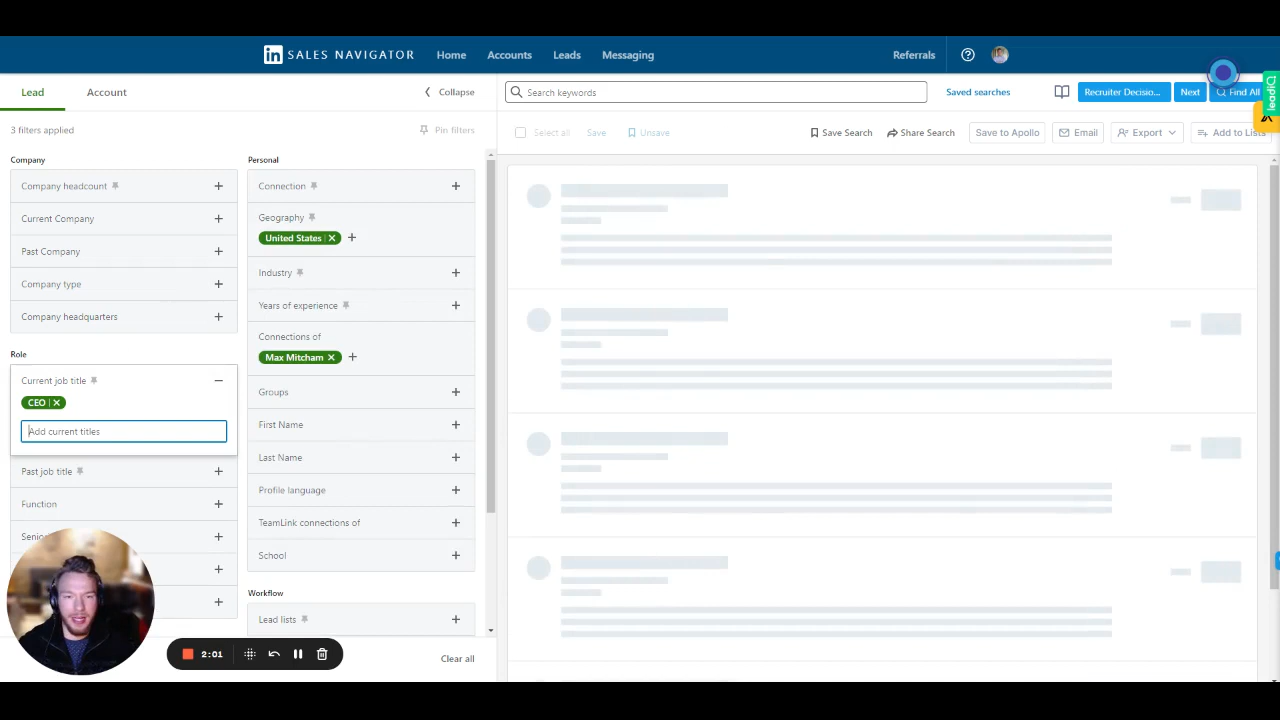 in SALES NAVIGATOR
Home
Accounts
Leads
Messaging
Referrals
Lead
Account
Collapse
Search keywords
Saved searches
Recruiter Decisio...
Next
Find All
leadiQ
3 filters applied
Pin filters
Select all
Save
Unsave
Save Search
Share Search
Save to Apollo
Email
Export
Add to Lists
Company
Company headcount
Current Company
Past Company
Company type
Company headquarters
Role
Current job title
CEO
Add current titles
Past job title
Function
Personal
Connection
Geography
United States
Industry
Years of experience
Connections of
Max Mitcham
Groups
First Name
Last Name
Profile language
TeamLink connections of
School
Workflow
Lead lists
2:01
Clear all